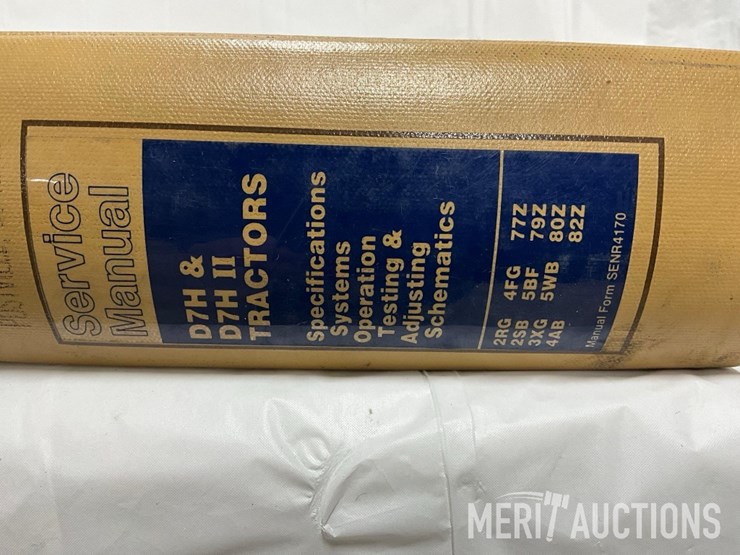 Service
Manual
D7H &
D7H II
TRACTORS
Specifications
Systems
Operation
Testing &
Adjusting
Schematics
2RG 4FG 77Z
2SB 5BF 79Z
3XG 5WB 80Z
4AB 82Z
Manual Form SENR4170
MERIT AUCTIONS